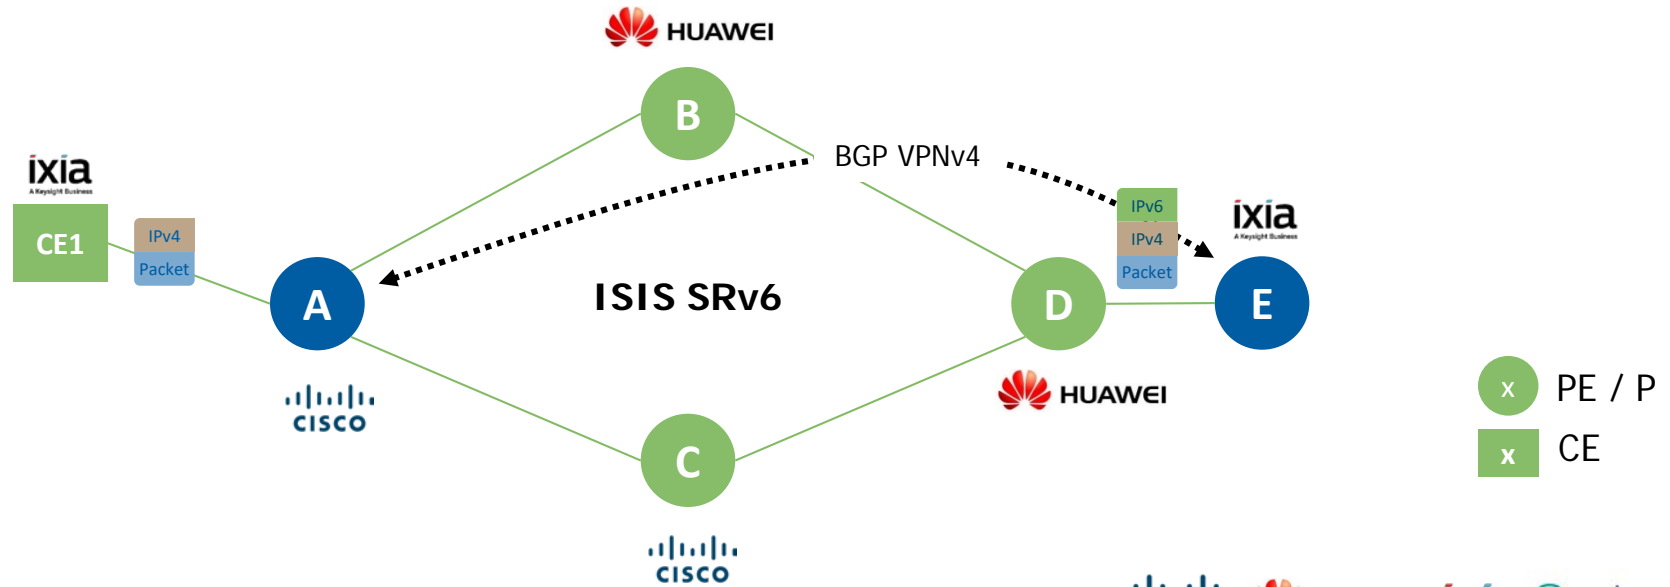 HUAWEI
B
BGP VPNv4
ixia
A Keysight Business
CE1
IPv4
Packet
A
ISIS SRv6
IPv6
IPv4
Packet
D
ixia
A Keysight Business
E
CISCO
HUAWEI
x PE / P
x CE
C
CISCO